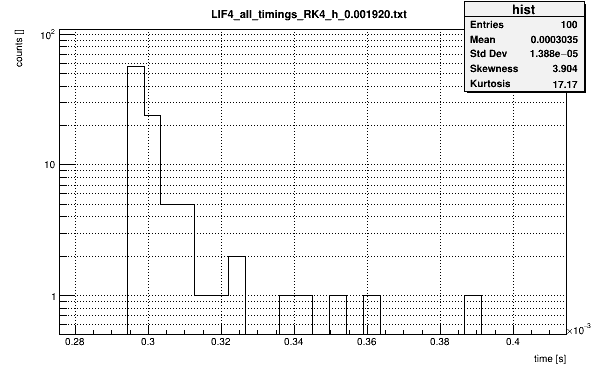 LIF4_all_timings_RK4_h_0.001920.txt
hist
Entries 100
Mean 0.0003035
Std Dev 1.388e−05
Skewness 3.904
Kurtosis 17.17
counts []
10²
10
1
0.28 0.3 0.32 0.34 0.36 0.38 0.4
×10⁻³
time [s]